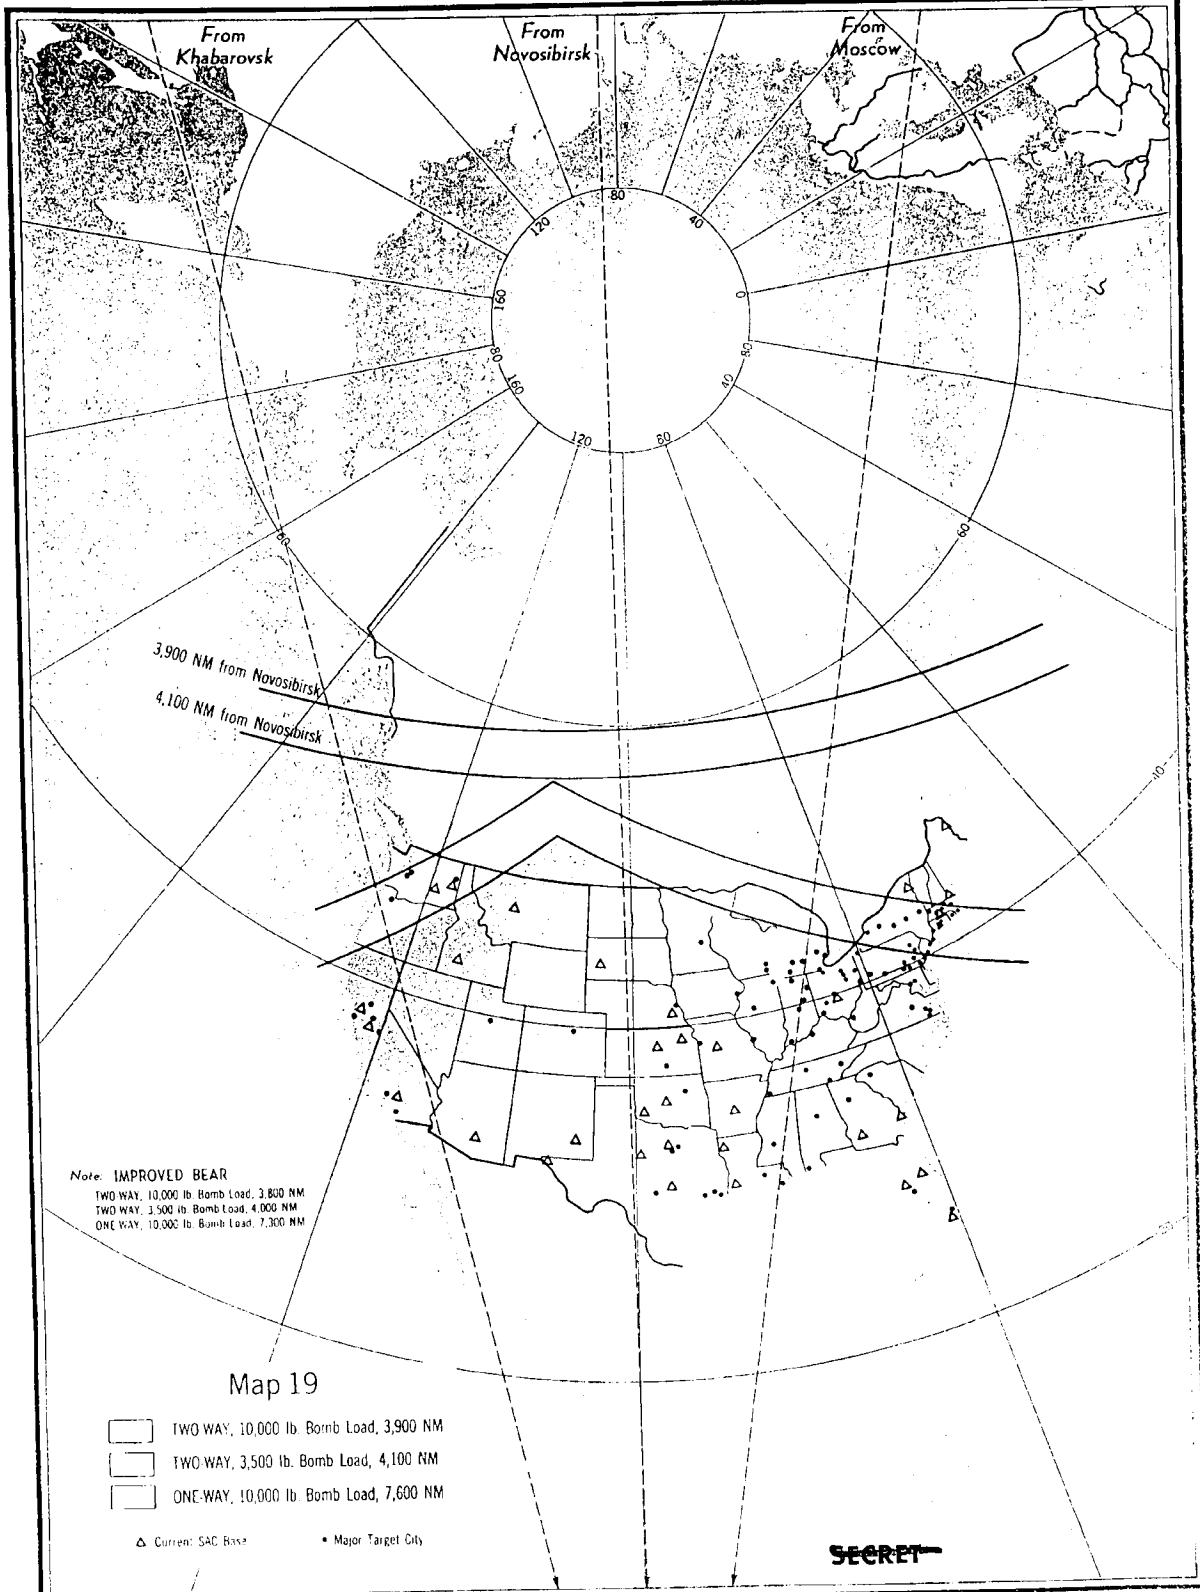 From
Khabarovsk
From
Novosibirsk
From
Moscow
80
120
40
160
0
80
80
160
40
120
80
60
60
3,900 NM from Novosibirsk
4,100 NM from Novosibirsk
Note: IMPROVED BEAR
TWO WAY, 10,000 lb. Bomb Load, 3,800 NM
TWO WAY, 3,500 lb. Bomb Load, 4,000 NM
ONE WAY, 10,000 lb. Bomb Load, 7,300 NM
Map 19
TWO WAY, 10,000 lb. Bomb Load, 3,900 NM
TWO-WAY, 3,500 lb. Bomb Load, 4,100 NM
ONE-WAY, 10,000 lb. Bomb Load, 7,600 NM
Current SAC Base
Major Target City
SECRET